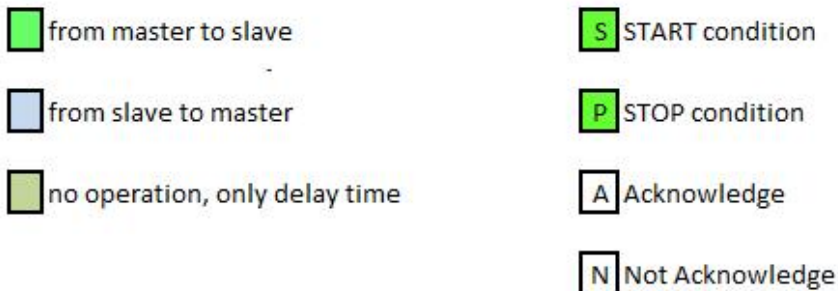 from master to slave
S START condition
from slave to master
P STOP condition
no operation, only delay time
A Acknowledge
N Not Acknowledge